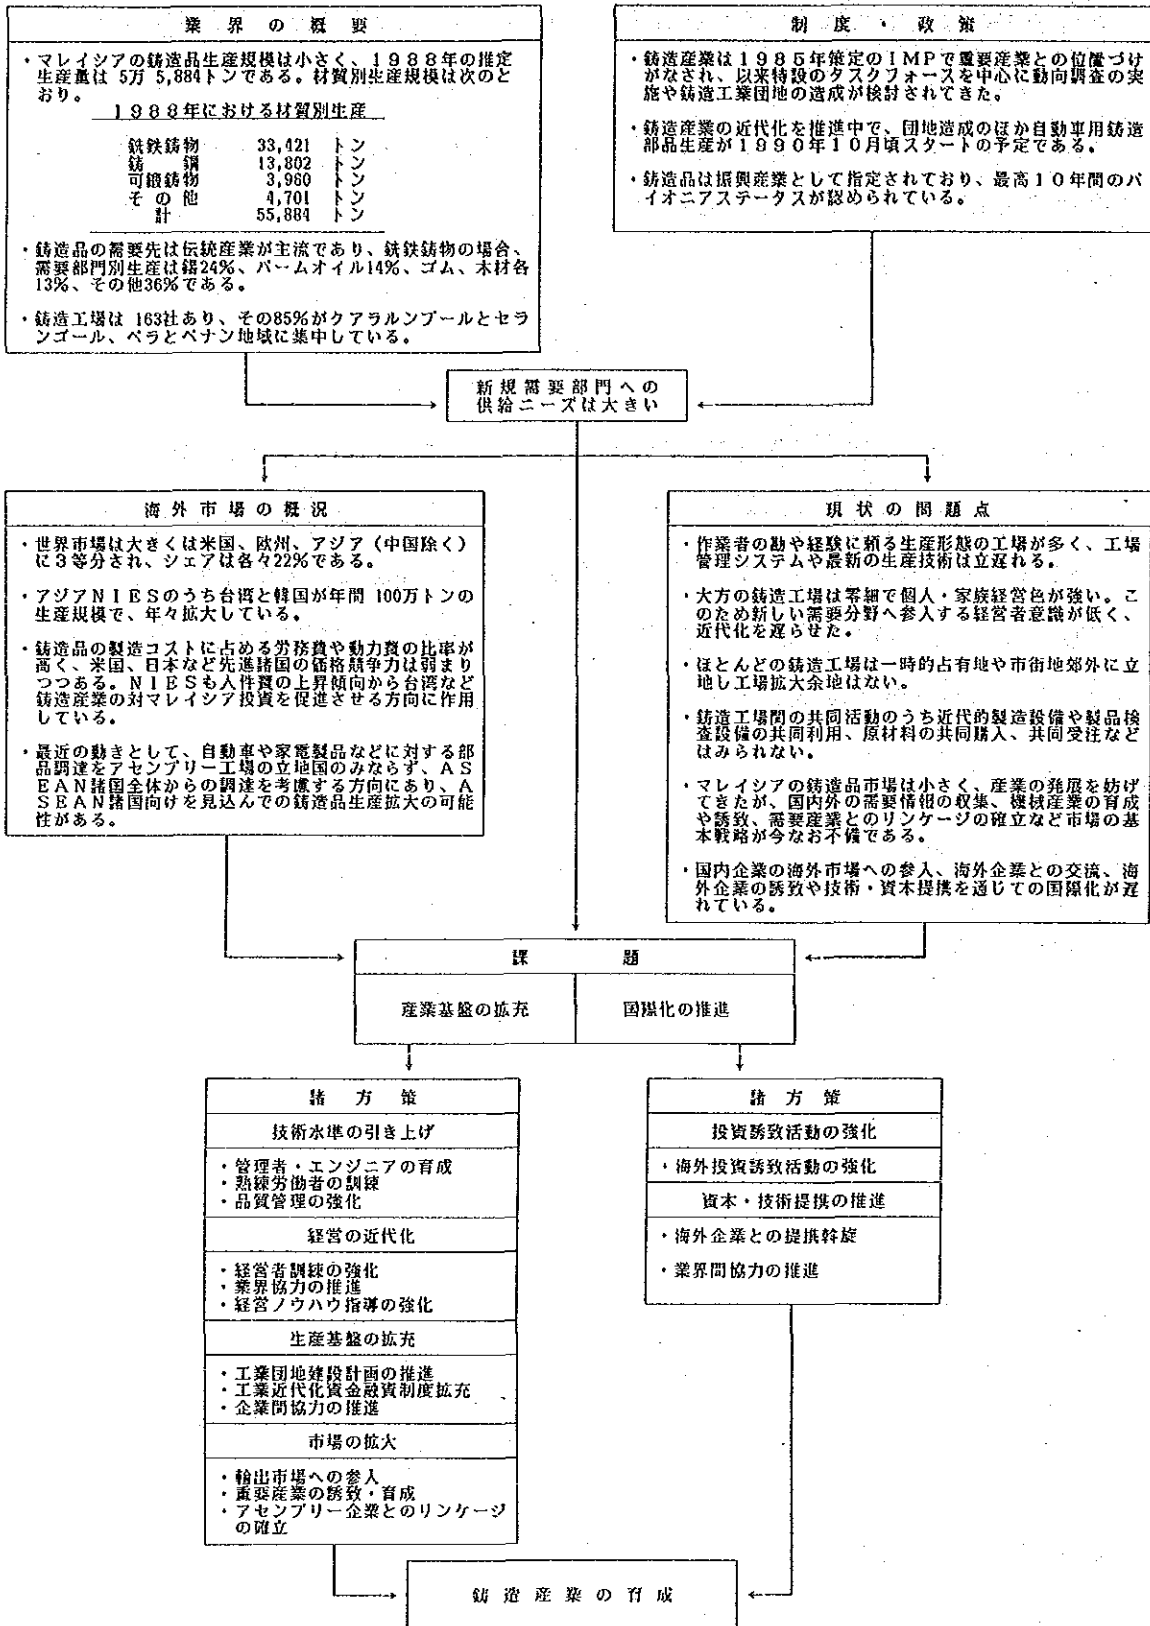 業界の概要
・マレイシアの鋳造品生産規模は小さく、1988年の推定
生産量は 5万 5,884トンである。材質別生産規模は次のと
おり。
1988年における材質別生産
銑鉄鋳物 33,421 トン
鋳鋼 13,802 トン
可鍛鋳物 3,960 トン
その他 4,701 トン
計 55,884 トン
・鋳造品の需要先は伝統産業が主流であり、銑鉄鋳物の場合、
需要部門別生産は錫24%、パームオイル14%、ゴム、木材各
13%、その他36%である。
・鋳造工場は 163社あり、その85%がクアラルンプールとセラ
ンゴール、ペラとペナン地域に集中している。
制度・政策
・鋳造産業は1985年策定のIMPで重要産業との位置づけ
がなされ、以来特設のタスクフォースを中心に動向調査の実
施や鋳造工業団地の造成が検討されてきた。
・鋳造産業の近代化を推進中で、団地造成のほか自動車用鋳造
部品生産が1990年10月頃スタートの予定である。
・鋳造品は振興産業として指定されており、最高10年間のパ
イオニアステータスが認められている。
新規需要部門への
供給ニーズは大きい
海外市場の概況
・世界市場は大きくは米国、欧州、アジア(中国除く)
に3等分され、シェアは各々22%である。
・アジアNIESのうち台湾と韓国が年間 100万トンの
生産規模で、年々拡大している。
・鋳造品の製造コストに占める労務費や動力費の比率が
高く、米国、日本など先進諸国の価格競争力は弱まり
つつある。NIESも人件費の上昇傾向から台湾など
鋳造産業の対マレイシア投資を促進させる方向に作用
している。
・最近の動きとして、自動車や家電製品などに対する部
品調達をアセンブリー工場の立地国のみならず、AS
EAN諸国全体からの調達を考慮する方向にあり、A
SEAN諸国向けを見込んでの鋳造品生産拡大の可能
性がある。
現状の問題点
・作業者の勘や経験に頼る生産形態の工場が多く、工場
管理システムや最新の生産技術は立遅れる。
・大方の鋳造工場は零細で個人・家族経営色が強い。こ
のため新しい需要分野へ参入する経営者意識が低く、
近代化を遅らせた。
・ほとんどの鋳造工場は一時的占有地や市街地郊外に立
地し工場拡大余地はない。
・鋳造工場間の共同活動のうち近代的製造設備や製品検
査設備の共同利用、原材料の共同購入、共同受注など
はみられない。
・マレイシアの鋳造品市場は小さく、産業の発展を妨げ
てきたが、国内外の需要情報の収集、機械産業の育成
や誘致、需要産業とのリンケージの確立など市場の基
本戦略が今なお不備である。
・国内企業の海外市場への参入、海外企業との交流、海
外企業の誘致や技術・資本提携を通じての国際化が遅
れている。
課題
産業基盤の拡充
国際化の推進
諸方策
技術水準の引き上げ
・管理者・エンジニアの育成
・熟練労働者の訓練
・品質管理の強化
経営の近代化
・経営者訓練の強化
・業界協力の推進
・経営ノウハウ指導の強化
生産基盤の拡充
・工業団地建設計画の推進
・工業近代化資金融資制度拡充
・企業間協力の推進
市場の拡大
・輸出市場への参入
・重要産業の誘致・育成
・アセンブリー企業とのリンケージ
の確立
諸方策
投資誘致活動の強化
・海外投資誘致活動の強化
資本・技術提携の推進
・海外企業との提携斡旋
・業界間協力の推進
鋳造産業の育成